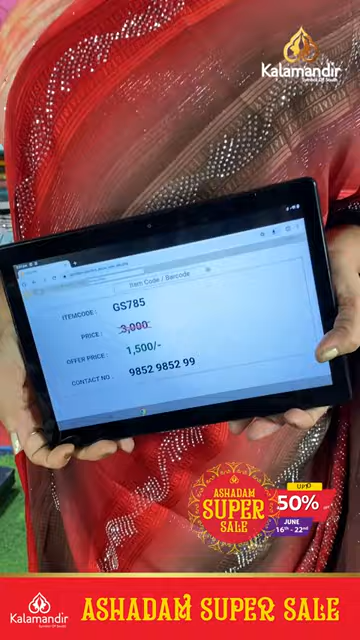 Kalamandir
Item Code / Barcode
ITEMCODE : GS785
PRICE : 3,000
OFFER PRICE : 1,500/-
CONTACT NO - 9852 9852 99
ASHADAM
SUPER
SALE
UPTO
50%
JUNE
16th - 22nd
Kalamandir
ASHADAM SUPER SALE